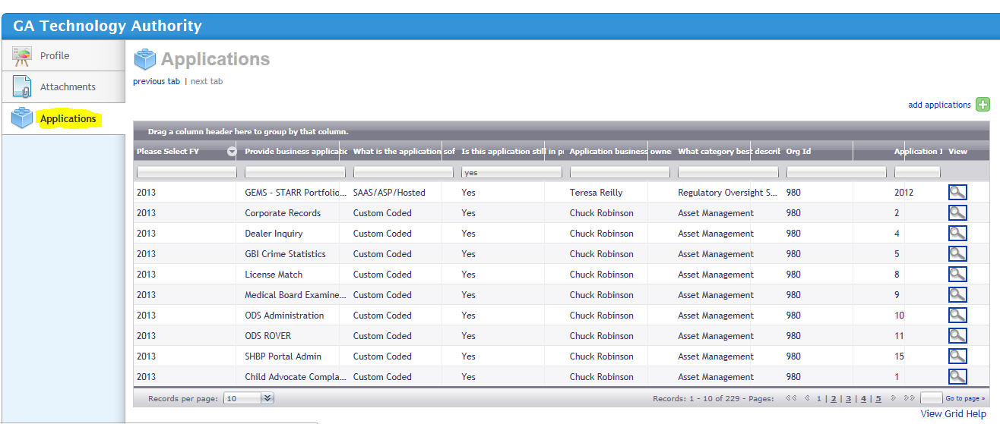 GA Technology Authority
Profile
Attachments
Applications
Applications
previous tab | next tab
add applications
Drag a column header here to group by that column.
Please Select FY Provide business applicatic What is the application sof Is this application still in p Application business owne What category best descril Org Id Application I View
yes
2013 GEMS - STARR Portfolio... SAAS/ASP/Hosted Yes Teresa Reilly Regulatory Oversight S... 980 2012
2013 Corporate Records Custom Coded Yes Chuck Robinson Asset Management 980 2
2013 Dealer Inquiry Custom Coded Yes Chuck Robinson Asset Management 980 4
2013 GBI Crime Statistics Custom Coded Yes Chuck Robinson Asset Management 980 5
2013 License Match Custom Coded Yes Chuck Robinson Asset Management 980 8
2013 Medical Board Examine... Custom Coded Yes Chuck Robinson Asset Management 980 9
2013 ODS Administration Custom Coded Yes Chuck Robinson Asset Management 980 10
2013 ODS ROVER Custom Coded Yes Chuck Robinson Asset Management 980 11
2013 SHBP Portal Admin Custom Coded Yes Chuck Robinson Asset Management 980 15
2013 Child Advocate Compla... Custom Coded Yes Chuck Robinson Asset Management 980 1
Records per page: 10 Records: 1 - 10 of 229 - Pages: 1 | 2 | 3 | 4 | 5 Go to page »
View Grid Help